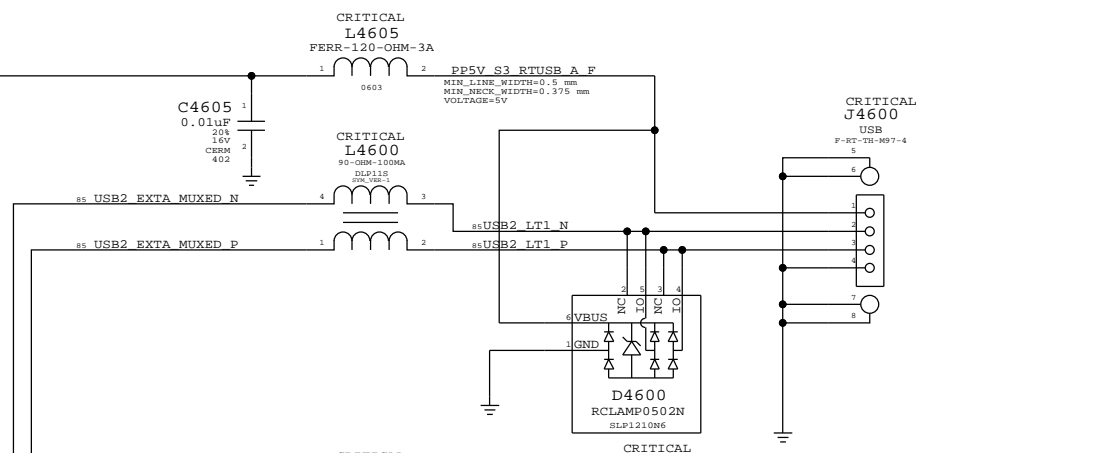 CRITICAL
L4605
FERR-120-OHM-3A
1
2
0603
PP5V_S3_RTUSB_A_F
MIN_LINE_WIDTH=0.5 mm
MIN_NECK_WIDTH=0.375 mm
VOLTAGE=5V
C4605
0.01uF
20%
16V
CERM
402
1
2
CRITICAL
L4600
90-OHM-100MA
DLP11S
SYM_VER-1
4
3
1
2
85 USB2_EXTA_MUXED_N
85 USB2_EXTA_MUXED_P
85 USB2_LT1_N
85 USB2_LT1_P
CRITICAL
J4600
USB
F-RT-TH-M97-4
5
6
1
2
3
4
7
8
2 5 3 4
NC IO NC IO
6 VBUS
1 GND
D4600
RCLAMP0502N
SLP1210N6
CRITICAL